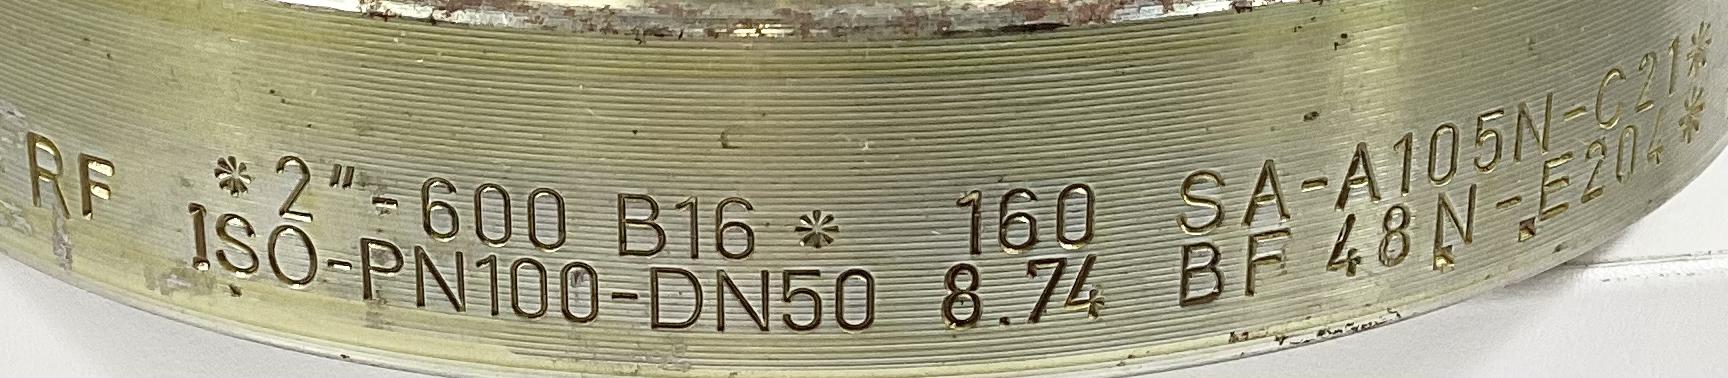 RF *2"-600 B16* 160 SA-A105N-C21*
ISO-PN100-DN50 8.74 BF 48N-E204*